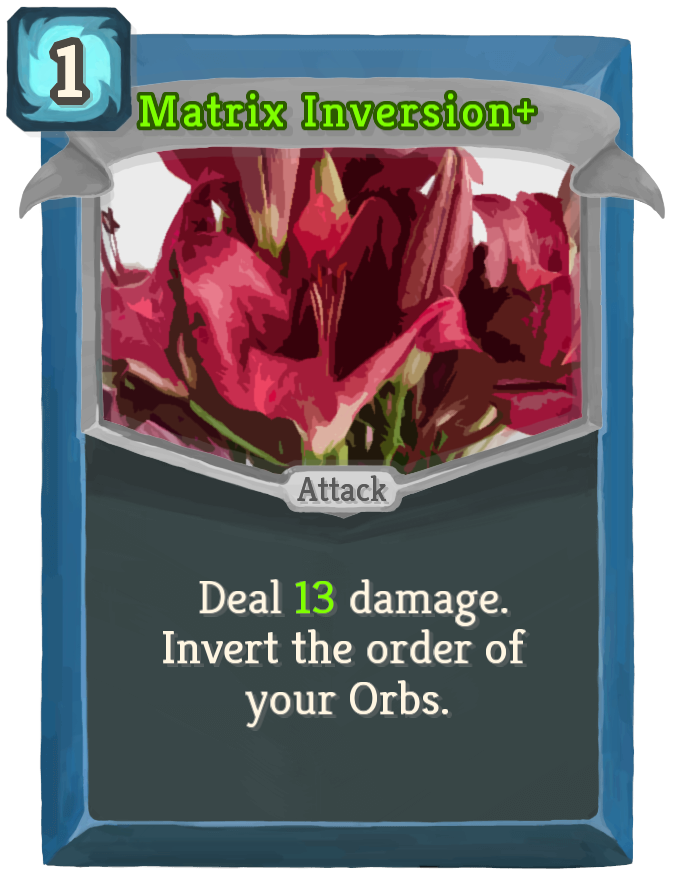 1
Matrix Inversion+
Attack
Deal 13 damage.
Invert the order of
your Orbs.